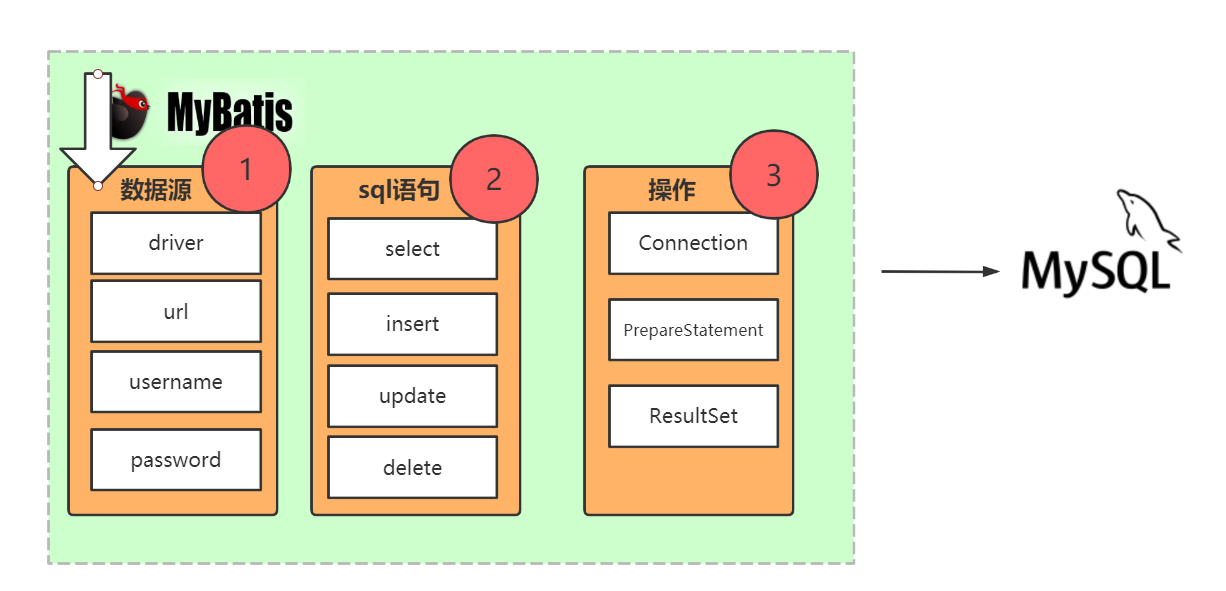 MyBatis
1
数据源
driver
url
username
password
2
sql语句
select
insert
update
delete
3
操作
Connection
PrepareStatement
ResultSet
MySQL